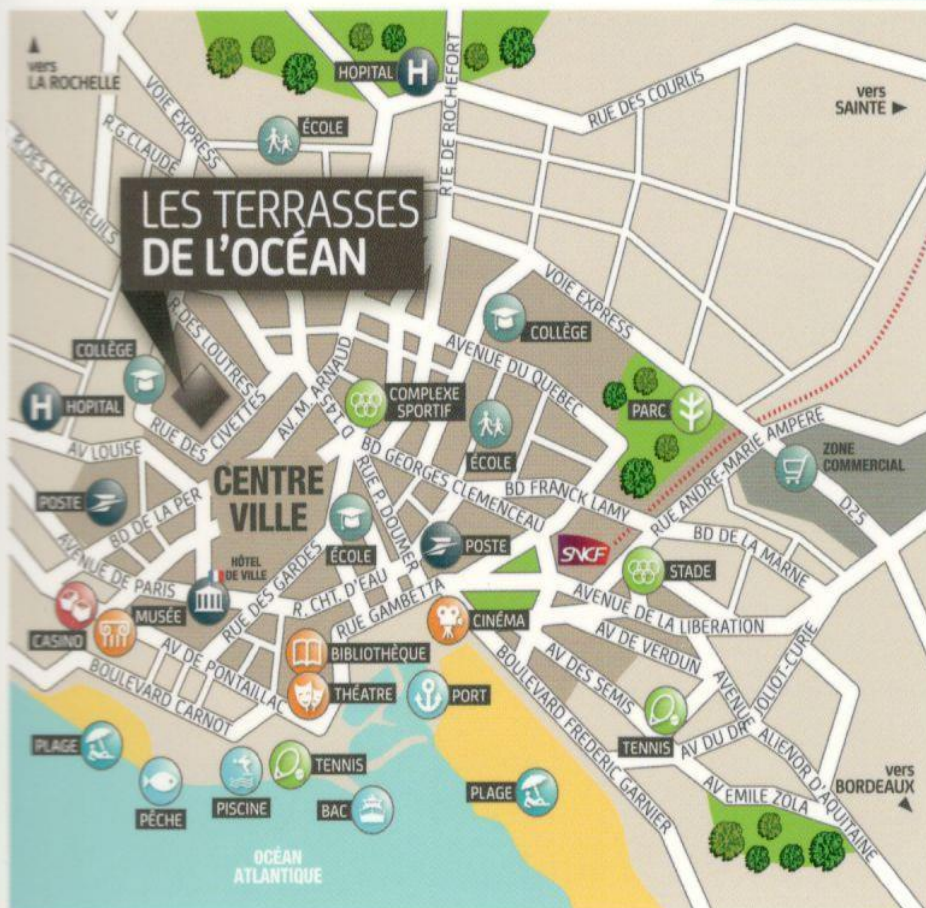 vers
LA ROCHELLE
HOPITAL
H
RUE DES COURLIS
vers
SAINTE
VOIE EXPRESS
ÉCOLE
R.G.CLAUDE
R. DES CHEVREUILS
RTE DE ROCHEFORT
LES TERRASSES
DE L'OCÉAN
VOIE EXPRESS
COLLÈGE
R. DES LOUTRES
AVENUE DU QUEBEC
COLLÈGE
AV. M. ARNAUD
COMPLEXE
SPORTIF
PARC
H
HOPITAL
RUE DES CIVETTES
D 145
ÉCOLE
RUE ANDRE-MARIE AMPERE
ZONE
COMMERCIAL
AV LOUISE
BD GEORGES CLEMENCEAU
CENTRE
VILLE
RUE P. DOUMER
BD FRANCK LAMY
D25
POSTE
BD DE LA PER
ÉCOLE
POSTE
SNCF
BD DE LA MARNE
AVENUE DE PARIS
HÔTEL
DE VILLE
RUE DES GARDES
R. CHT. D'EAU
STADE
MUSÉE
RUE GAMBETTA
CINÉMA
AVENUE DE LA LIBERATION
CASINO
AV DE PONTAILLAC
BIBLIOTHÈQUE
AV DE VERDUN
AV DES SEMIS
BOULEVARD CARNOT
THÉATRE
PORT
BOULEVARD FREDERIC GARNIER
AV DU DR JOLIOT-CURIE
AVENUE ALIENOR D'AQUITAINE
PLAGE
TENNIS
TENNIS
PÊCHE
PISCINE
BAC
PLAGE
AV EMILE ZOLA
vers
BORDEAUX
OCÉAN
ATLANTIQUE